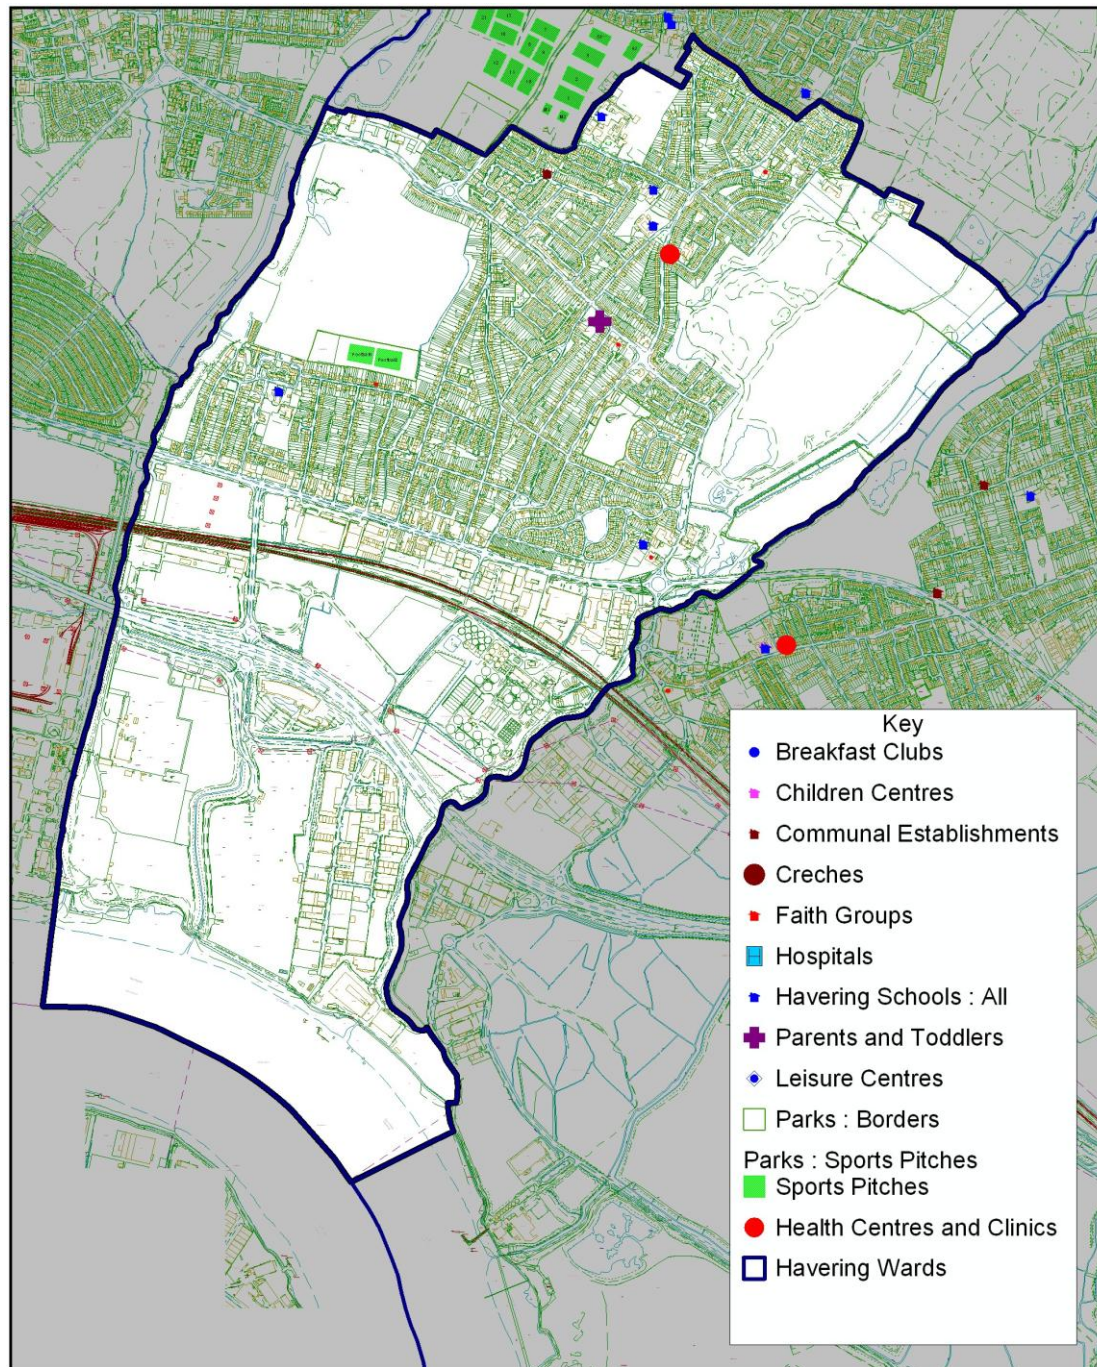 Key
Breakfast Clubs
Children Centres
Communal Establishments
Creches
Faith Groups
Hospitals
Havering Schools : All
Parents and Toddlers
Leisure Centres
Parks : Borders
Parks : Sports Pitches
Sports Pitches
Health Centres and Clinics
Havering Wards